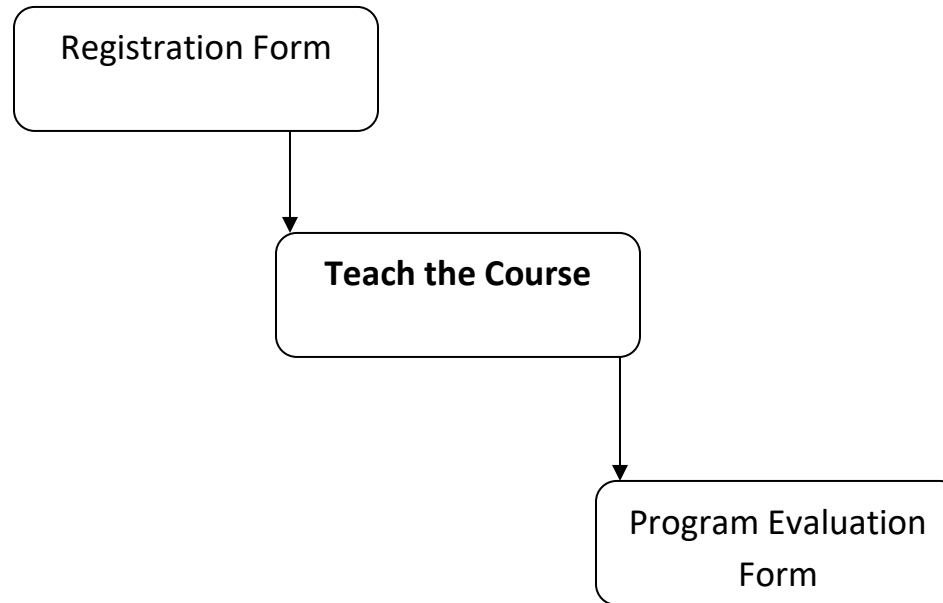 Registration Form
Teach the Course
Program Evaluation
Form